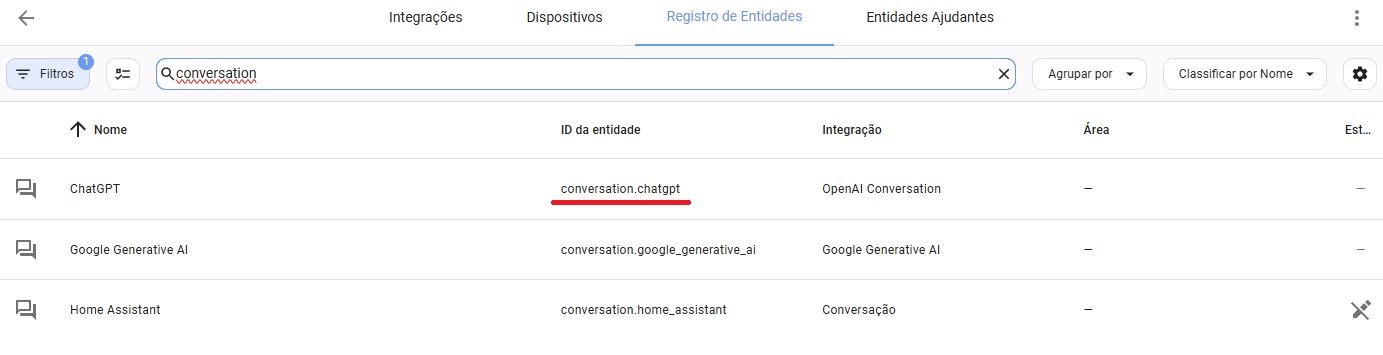 Integrações Dispositivos Registro de Entidades Entidades Ajudantes
Filtros 1 conversation Agrupar por Classificar por Nome
Nome ID da entidade Integração Área Est...
ChatGPT conversation.chatgpt OpenAI Conversation — —
Google Generative AI conversation.google_generative_ai Google Generative AI — —
Home Assistant conversation.home_assistant Conversação —